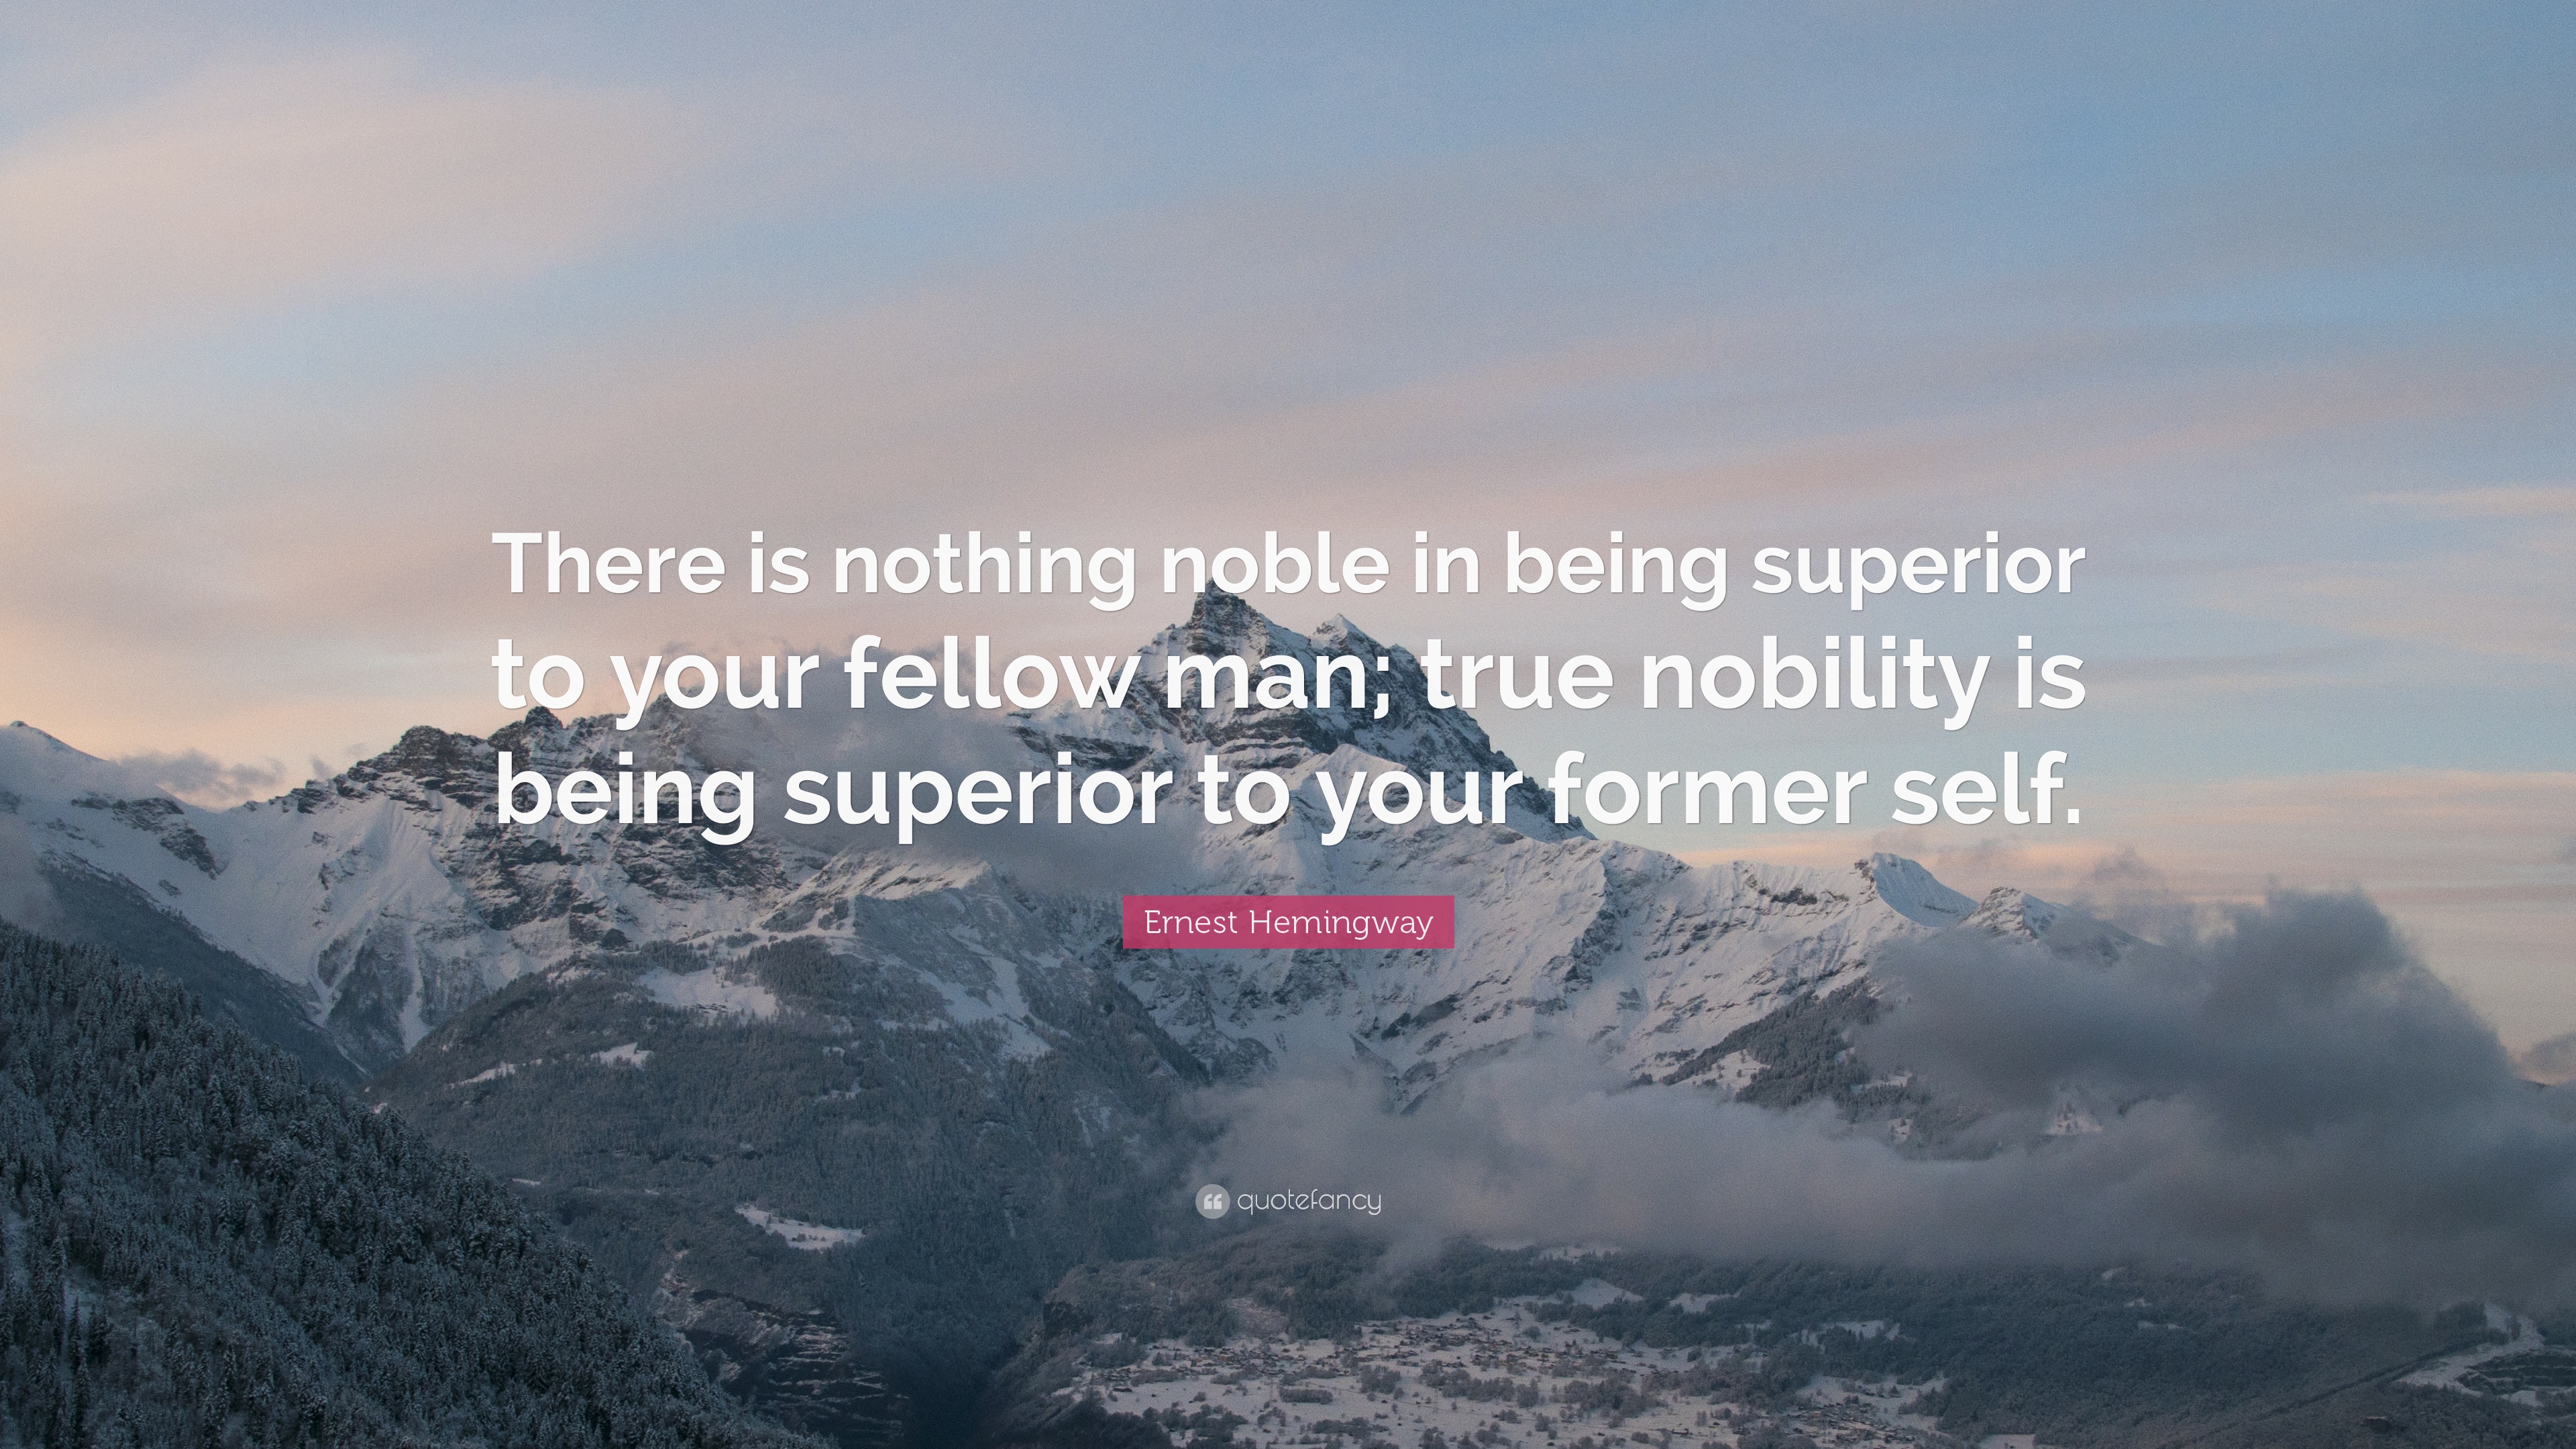 There is nothing noble in being superior
to your fellow man; true nobility is
being superior to your former self.
Ernest Hemingway
quotefancy